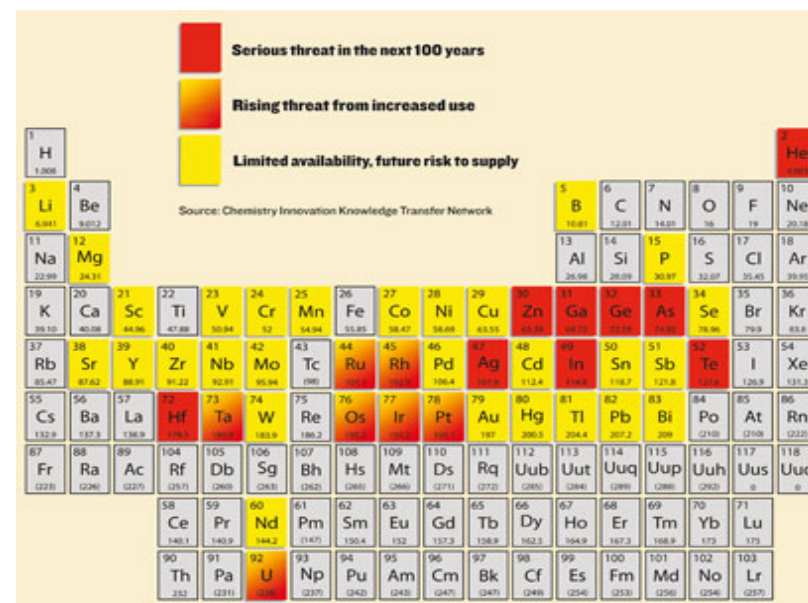 Serious threat in the next 100 years
Rising threat from increased use
Limited availability, future risk to supply
Source: Chemistry Innovation Knowledge Transfer Network
1 2
H He
1.008
3 4 5 6 7 8 9 10
Li Be B C N O F Ne
6.941 9.012 10.81 12.01 14.01 16 19 20.18
11 12 13 14 15 16 17 18
Na Mg Al Si P S Cl Ar
22.99 24.31 26.98 28.09 30.97 32.07 35.45 39.95
19 20 21 22 23 24 25 26 27 28 29 30 31 32 33 34 35 36
K Ca Sc Ti V Cr Mn Fe Co Ni Cu Zn Ga Ge As Se Br Kr
39.10 40.08 44.96 47.88 50.94 52 54.94 55.85 58.47 58.69 63.55 78.96 79.9 83.8
37 38 39 40 41 42 43 44 45 46 47 48 49 50 51 52 53 54
Rb Sr Y Zr Nb Mo Tc Ru Rh Pd Ag Cd In Sn Sb Te I Xe
85.47 87.62 88.91 91.22 92.91 95.94 (98) 106.4 112.4 118.7 121.8 126.9 131.3
55 56 57 72 73 74 75 76 77 78 79 80 81 82 83 84 85 86
Cs Ba La Hf Ta W Re Os Ir Pt Au Hg Tl Pb Bi Po At Rn
132.9 137.3 138.9 183.9 186.2 197 200.5 204.4 207.2 209 (210) (210) (222)
87 88 89 104 105 106 107 108 109 110 111 112 113 114 115 116 117 118
Fr Ra Ac Rf Db Sg Bh Hs Mt Ds Rq Uub Uut Uuq Uup Uuh Uus Uuo
(223) (226) (227) (257) (260) (263) (262) (265) (266) (271) (272) (285) (284) (289) (288) (292) 0 0
58 59 60 61 62 63 64 65 66 67 68 69 70 71
Ce Pr Nd Pm Sm Eu Gd Tb Dy Ho Er Tm Yb Lu
140.1 140.9 144.2 (147) 150.4 152 157.3 158.9 162.5 164.9 167.3 168.9 173 175
90 91 92 93 94 95 96 97 98 99 100 101 102 103
Th Pa U Np Pu Am Cm Bk Cf Es Fm Md No Lr
232 (231) (237) (242) (243) (247) (247) (249) (254) (253) (256) (254) (257)